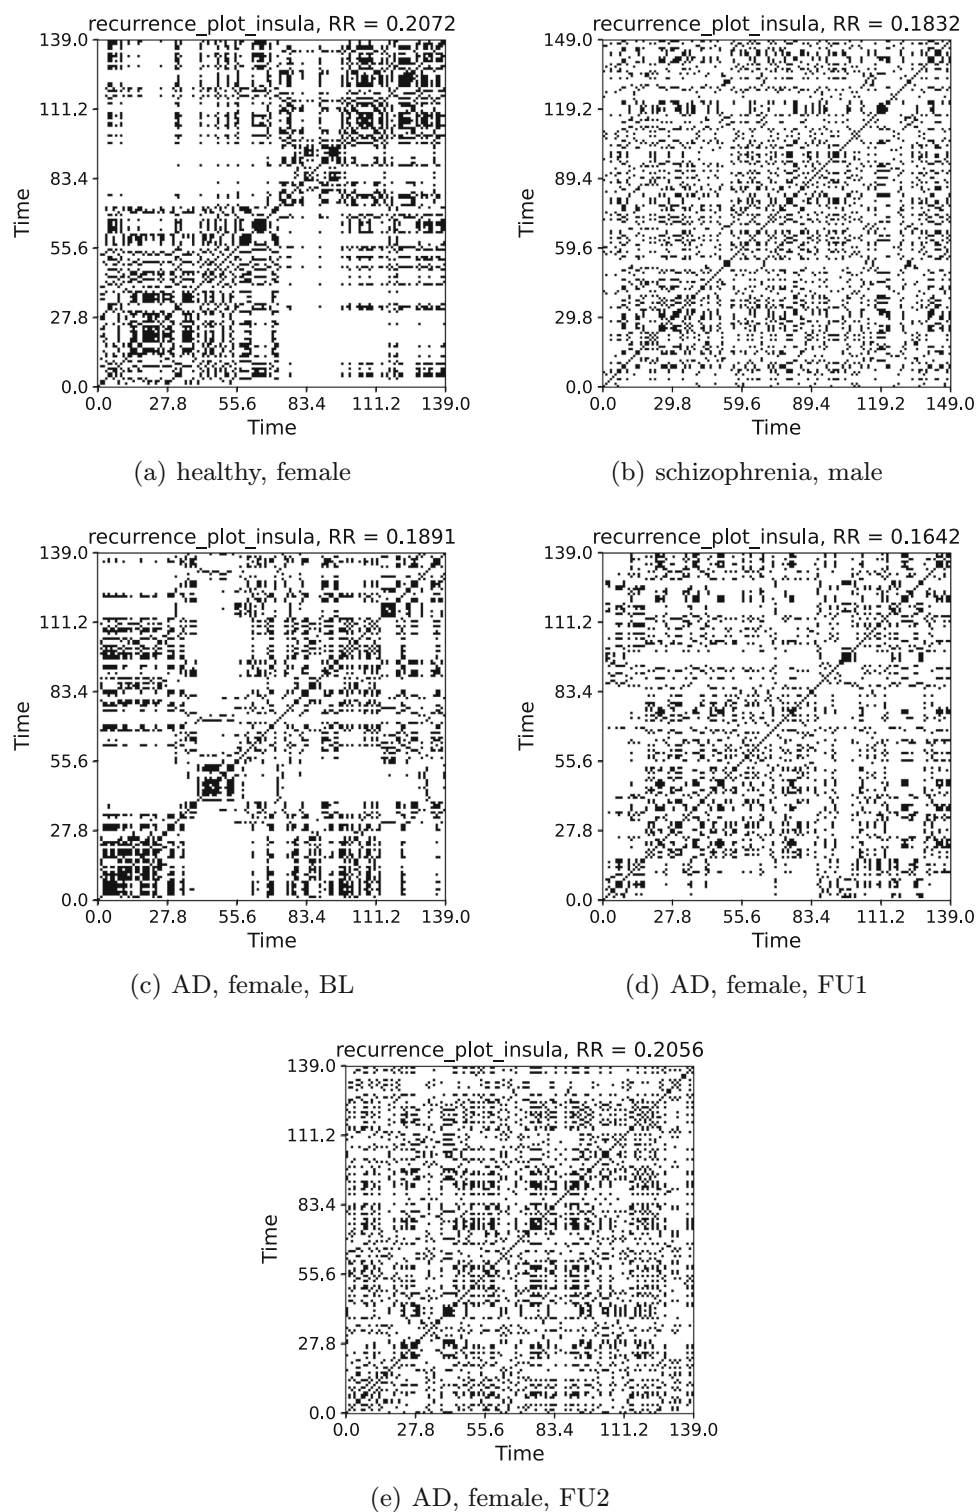 recurrence_plot_insula, RR = 0.2072
139.0
111.2
83.4
55.6
27.8
0.0
Time
0.0 27.8 55.6 83.4 111.2 139.0
Time
(a) healthy, female
recurrence_plot_insula, RR = 0.1832
149.0
119.2
89.4
59.6
29.8
0.0
Time
0.0 29.8 59.6 89.4 119.2 149.0
Time
(b) schizophrenia, male
recurrence_plot_insula, RR = 0.1891
139.0
111.2
83.4
55.6
27.8
0.0
Time
0.0 27.8 55.6 83.4 111.2 139.0
Time
(c) AD, female, BL
recurrence_plot_insula, RR = 0.1642
139.0
111.2
83.4
55.6
27.8
0.0
Time
0.0 27.8 55.6 83.4 111.2 139.0
Time
(d) AD, female, FU1
recurrence_plot_insula, RR = 0.2056
139.0
111.2
83.4
55.6
27.8
0.0
Time
0.0 27.8 55.6 83.4 111.2 139.0
Time
(e) AD, female, FU2